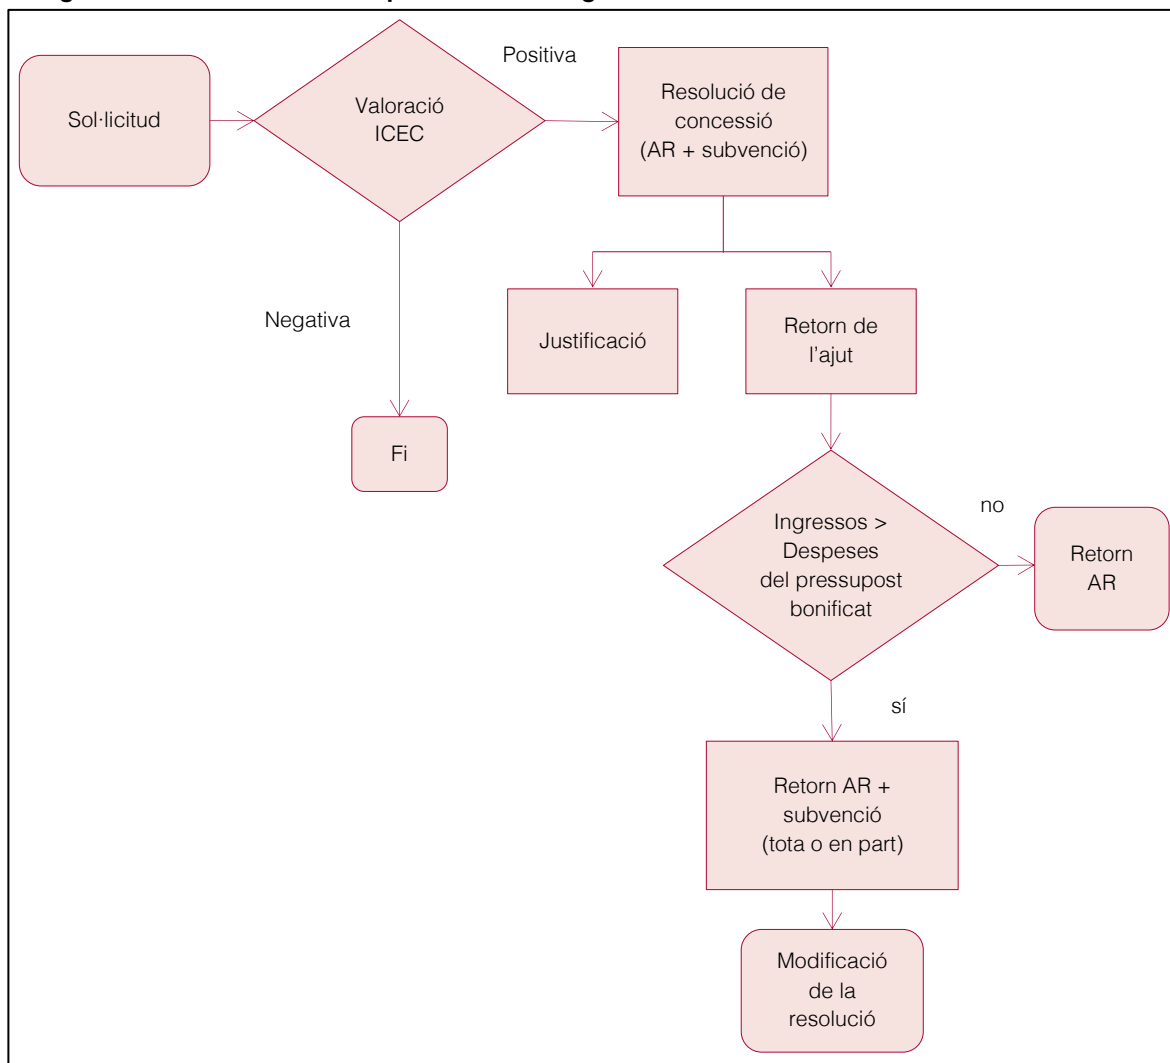 Positiva
Sol·licitud
Valoració
ICEC
Resolució de
concessió
(AR + subvenció)
Negativa
Justificació
Retorn de
l'ajut
Fi
Ingressos >
Despeses
del pressupost
bonificat
no
Retorn
AR
sí
Retorn AR +
subvenció
(tota o en part)
Modificació
de la
resolució